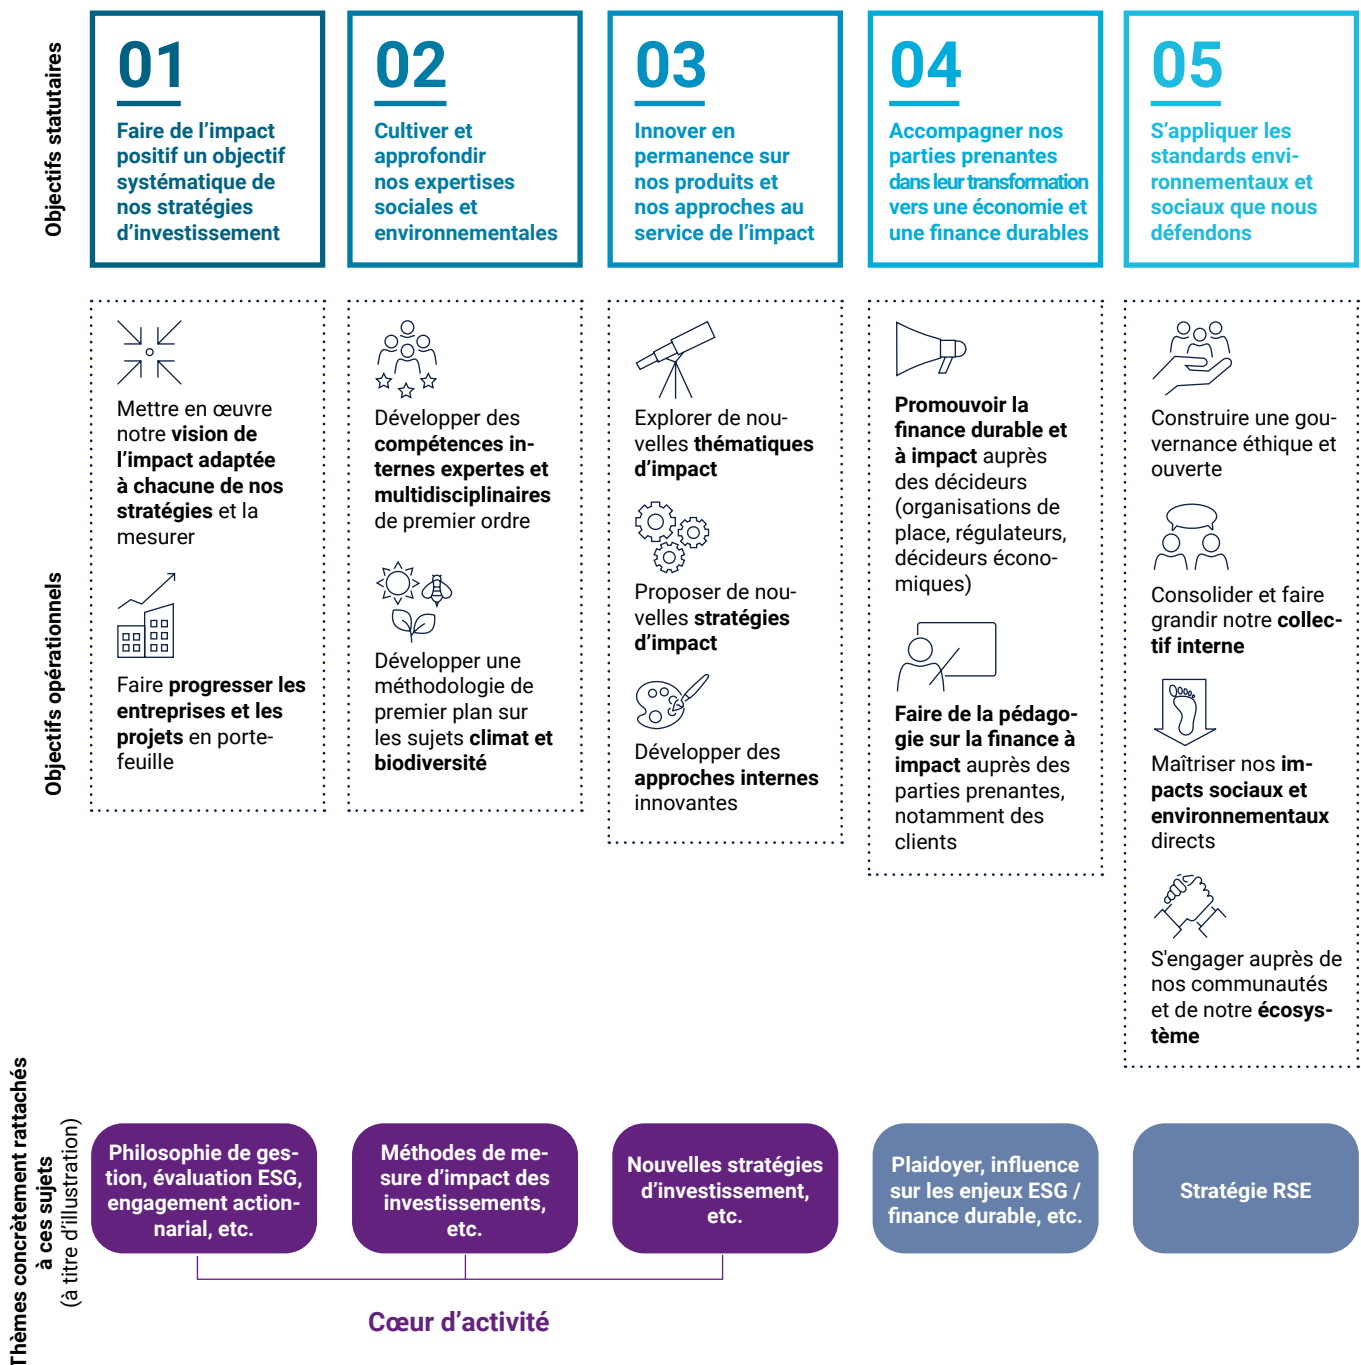 Objectifs statutaires
01
Faire de l’impact
positif un objectif
systématique de
nos stratégies
d’investissement
02
Cultiver et
approfondir
nos expertises
sociales et
environnementales
03
Innover en
permanence sur
nos produits et
nos approches au
service de l’impact
04
Accompagner nos
parties prenantes
dans leur transformation
vers une économie et
une finance durables
05
S’appliquer les
standards envi-
ronnementaux et
sociaux que nous
défendons
Objectifs opérationnels
Mettre en œuvre
notre vision de
l’impact adaptée
à chacune de nos
stratégies et la
mesurer
Faire progresser les
entreprises et les
projets en porte-
feuille
Développer des
compétences in-
ternes expertes et
multidisciplinaires
de premier ordre
Développer une
méthodologie de
premier plan sur
les sujets climat et
biodiversité
Explorer de nou-
velles thématiques
d’impact
Proposer de nou-
velles stratégies
d’impact
Développer des
approches internes
innovantes
Promouvoir la
finance durable et
à impact auprès
des décideurs
(organisations de
place, régulateurs,
décideurs écono-
miques)
Faire de la pédago-
gie sur la finance à
impact auprès des
parties prenantes,
notamment des
clients
Construire une gou-
vernance éthique et
ouverte
Consolider et faire
grandir notre collec-
tif interne
Maîtriser nos im-
pacts sociaux et
environnementaux
directs
S'engager auprès de
nos communautés
et de notre écosys-
tème
Thèmes concrètement rattachés
à ces sujets
(à titre d’illustration)
Philosophie de ges-
tion, évaluation ESG,
engagement action-
narial, etc.
Méthodes de me-
sure d’impact des
investissements,
etc.
Nouvelles stratégies
d’investissement,
etc.
Plaidoyer, influence
sur les enjeux ESG /
finance durable, etc.
Stratégie RSE
Cœur d’activité